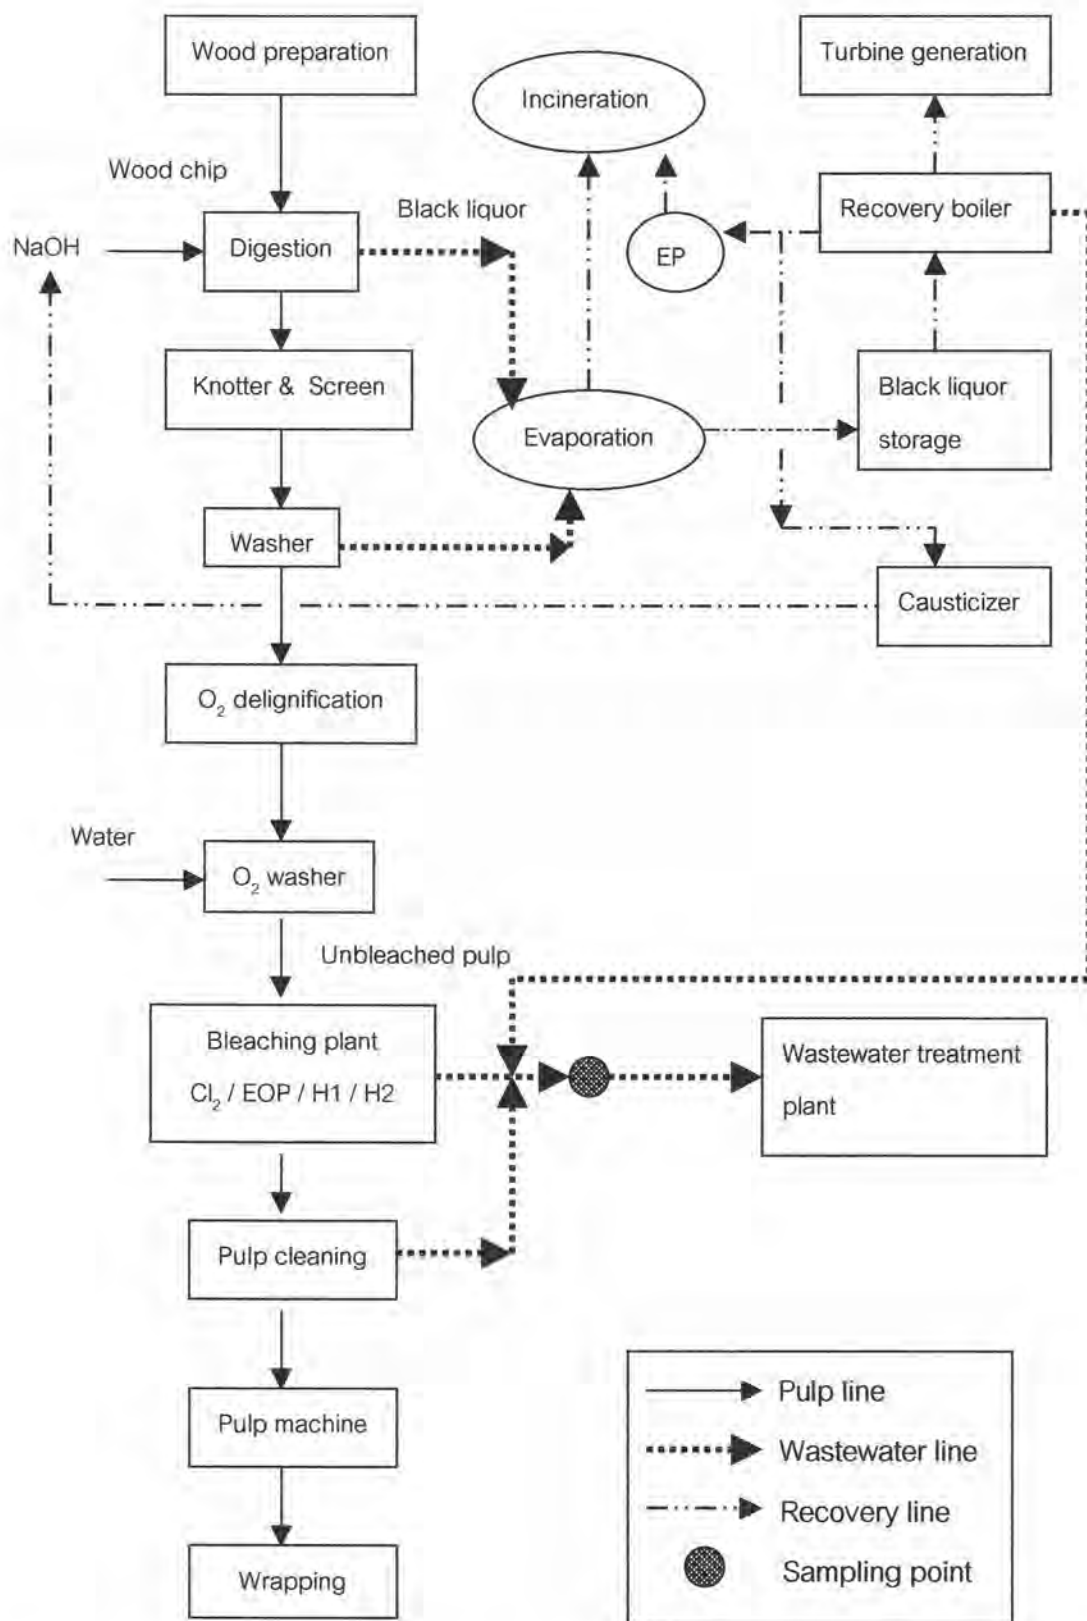 Wood preparation
Incineration
Turbine generation
Wood chip
Black liquor
NaOH
Digestion
EP
Recovery boiler
Knotter & Screen
Evaporation
Black liquor
storage
Washer
Causticizer
O₂ delignification
Water
O₂ washer
Unbleached pulp
Bleaching plant
Cl₂ / EOP / H1 / H2
Wastewater treatment
plant
Pulp cleaning
Pulp machine
Wrapping
Pulp line
Wastewater line
Recovery line
Sampling point